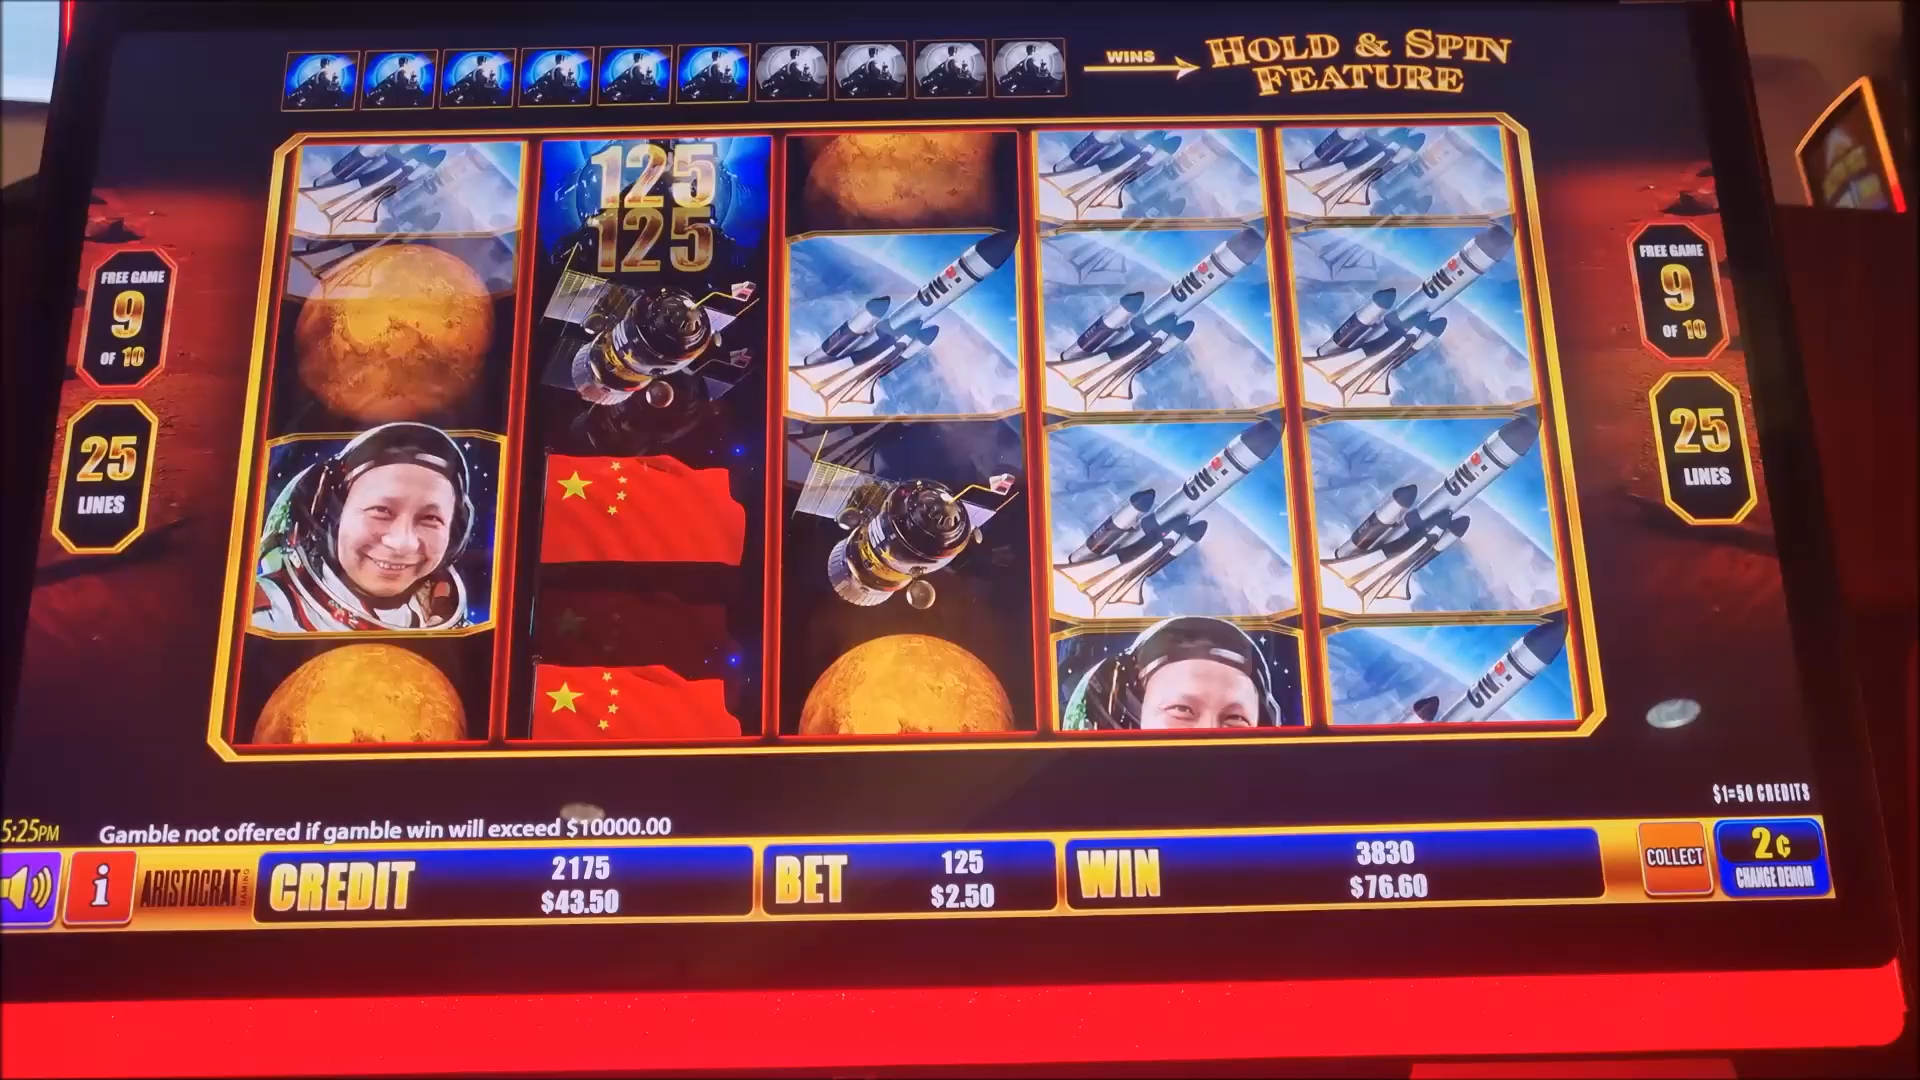 WINS
HOLD & SPIN
FEATURE
125
125
FREE GAME
9
OF 10
25
LINES
FREE GAME
9
OF 10
25
LINES
$1=50 CREDITS
5:25PM
Gamble not offered if gamble win will exceed $10000.00
i
ARISTOCRAT
GAMING
CREDIT
2175
$43.50
BET
125
$2.50
WIN
3830
$76.60
COLLECT
2¢
CHANGE DENOM